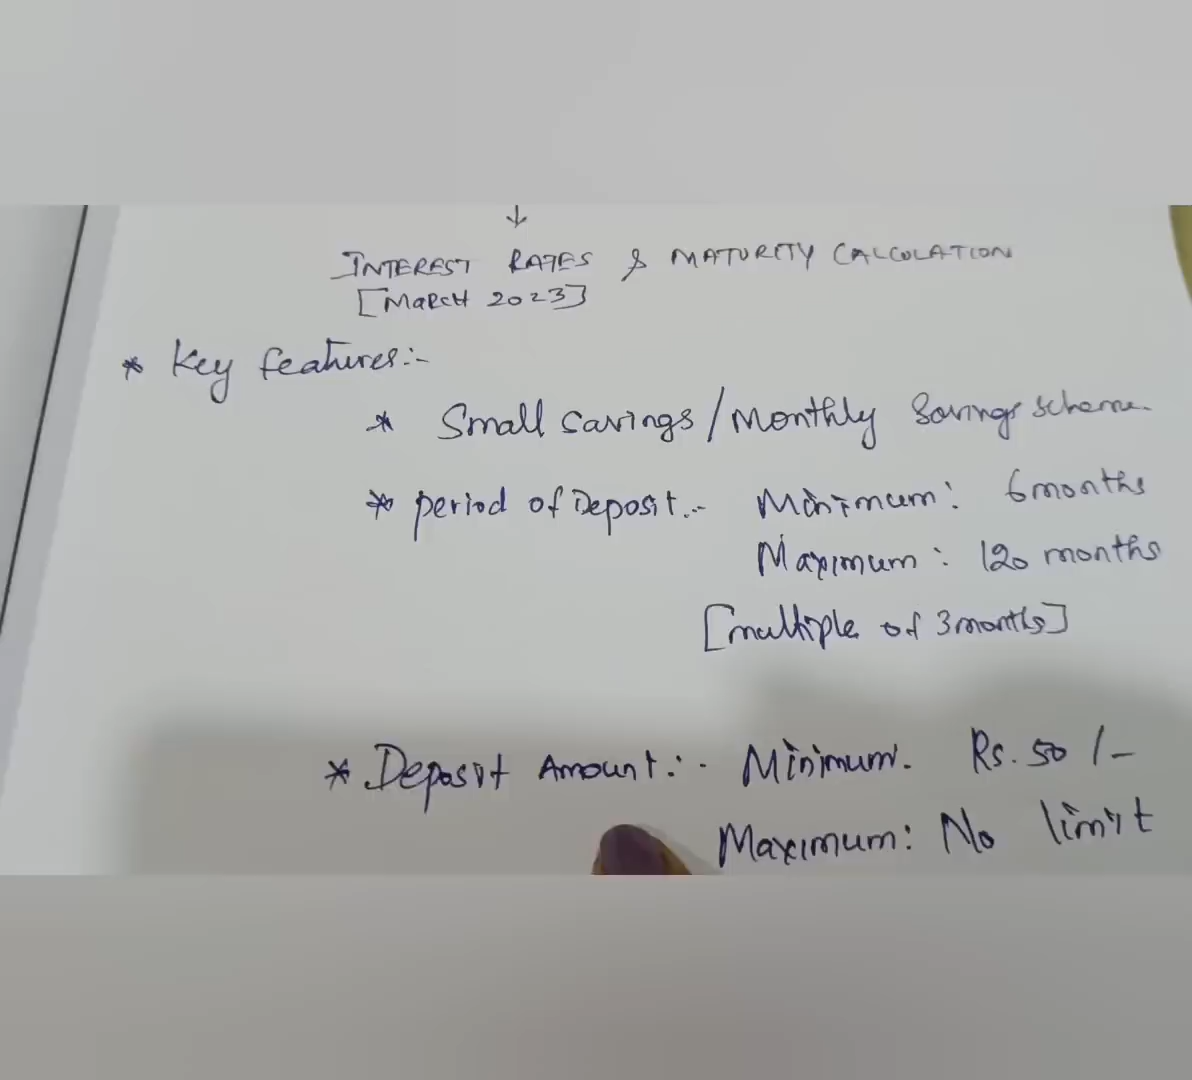 INTEREST RATES & MATURITY CALCULATION
[MARCH 2023]
* Key features:-
* Small Savings/Monthly Savings scheme.
* period of Deposit:- Minimum: 6 months
Maximum: 120 months
[multiple of 3 months]
* Deposit Amount:- Minimum. Rs. 50/-
Maximum: No limit